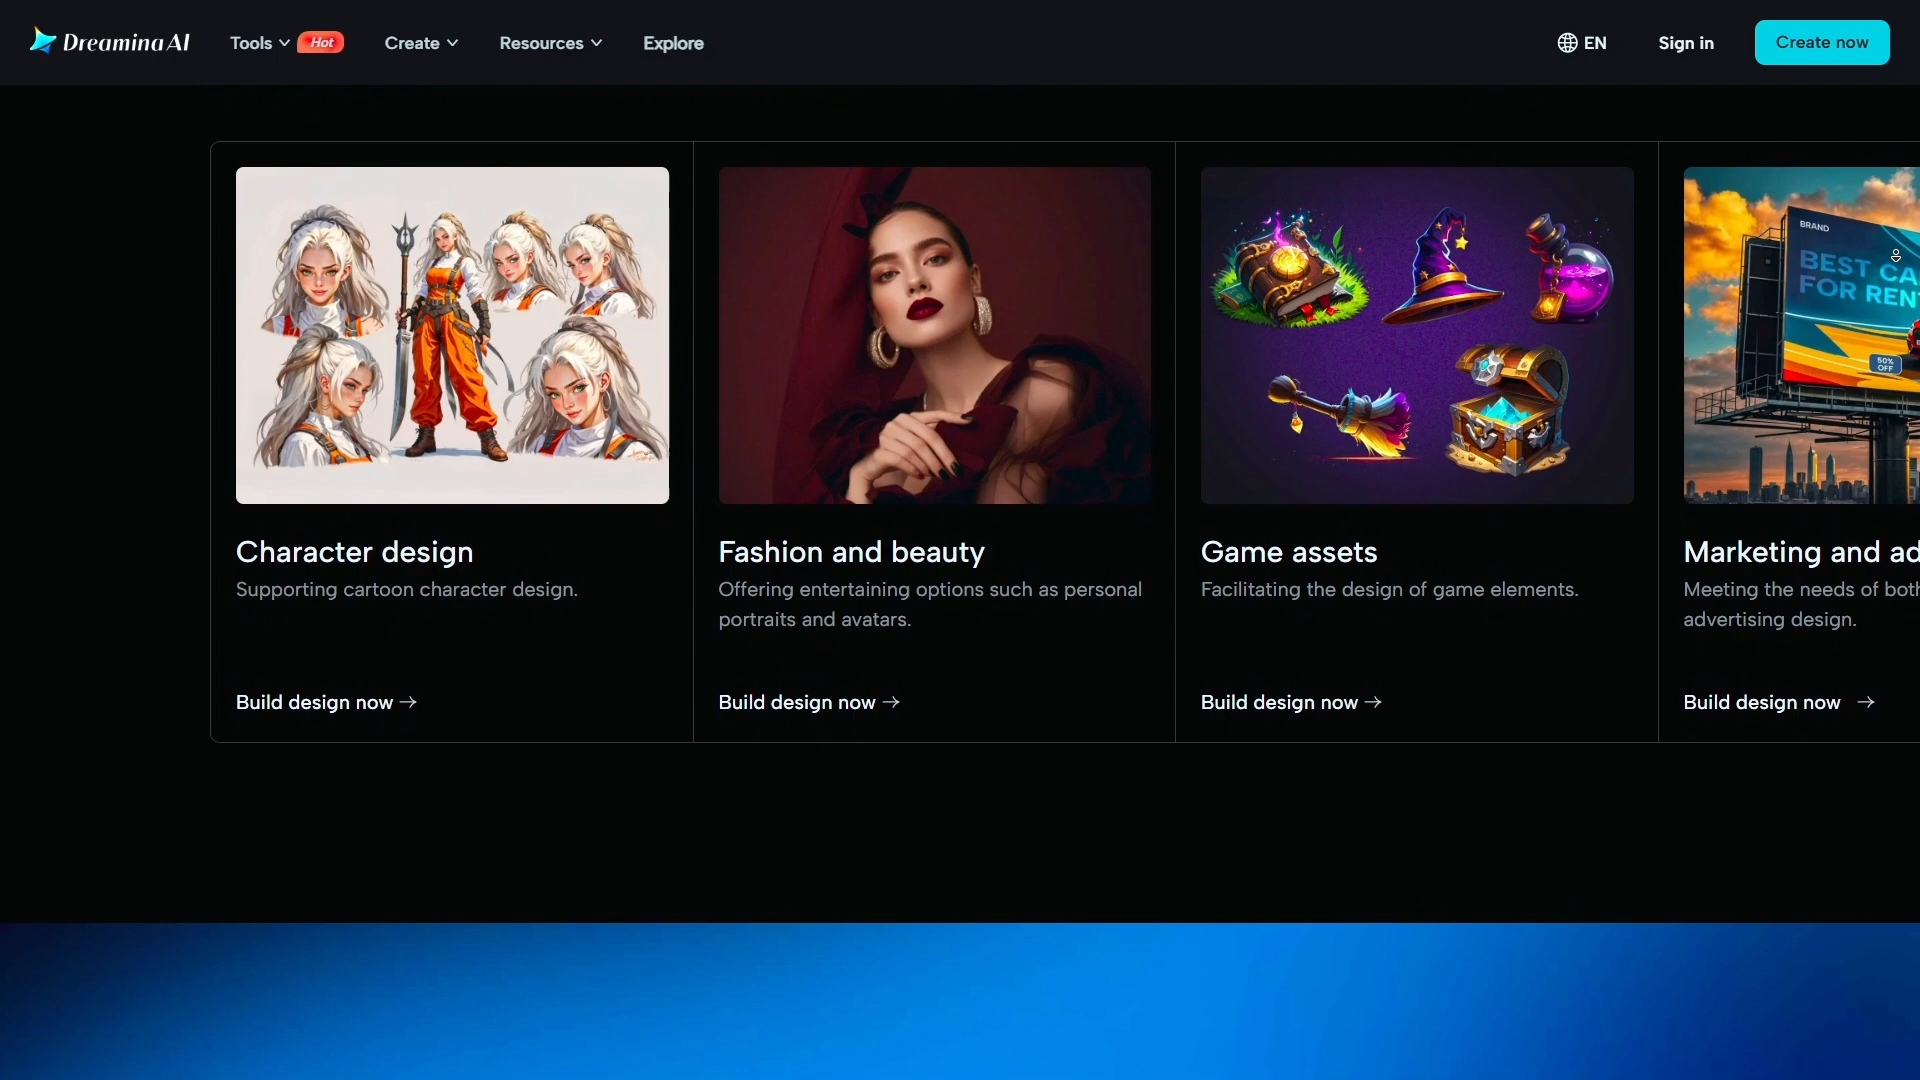 Dreamina AI
Tools
Hot
Create
Resources
Explore
EN
Sign in
Create now
BRAND
BEST CA
FOR REN
50%
OFF
Character design
Supporting cartoon character design.
Build design now
Fashion and beauty
Offering entertaining options such as personal
portraits and avatars.
Build design now
Game assets
Facilitating the design of game elements.
Build design now
Marketing and ad
Meeting the needs of both
advertising design.
Build design now